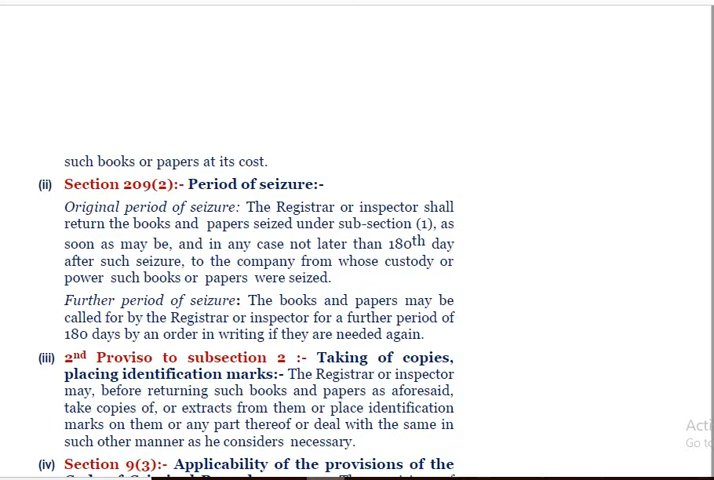 such books or papers at its cost.
(ii) Section 209(2):- Period of seizure:-
Original period of seizure: The Registrar or inspector shall
return the books and papers seized under sub-section (1), as
soon as may be, and in any case not later than 180th day
after such seizure, to the company from whose custody or
power such books or papers were seized.
Further period of seizure: The books and papers may be
called for by the Registrar or inspector for a further period of
180 days by an order in writing if they are needed again.
(iii) 2nd Proviso to subsection 2 :- Taking of copies,
placing identification marks:- The Registrar or inspector
may, before returning such books and papers as aforesaid,
take copies of, or extracts from them or place identification
marks on them or any part thereof or deal with the same in
such other manner as he considers necessary.
Acti
Go to
(iv) Section 9(3):- Applicability of the provisions of the